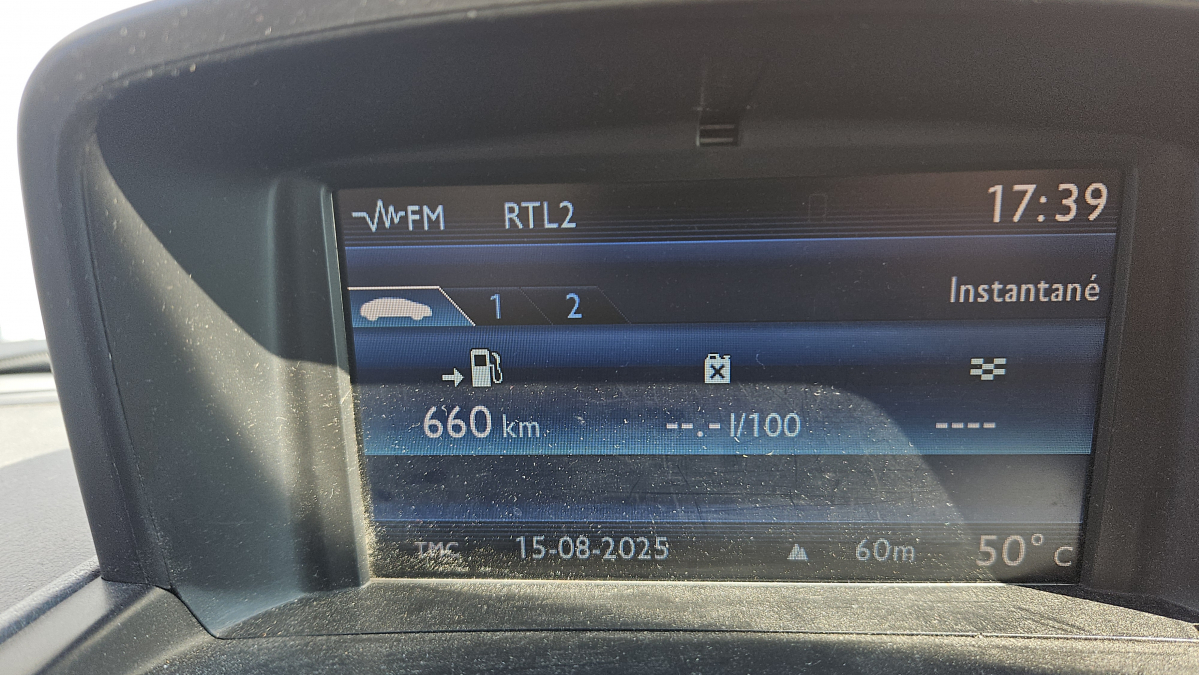 FM RTL2 17:39
1 2 Instantané
660 km --.- l/100 ----
TMC 15-08-2025 60m 50° C